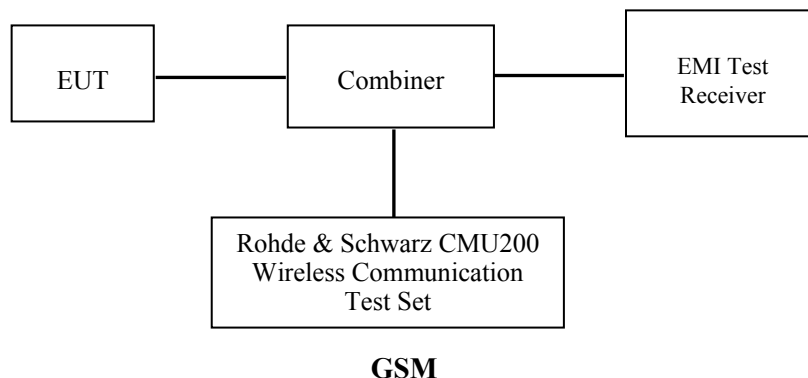 EUT
Combiner
EMI Test
Receiver
Rohde & Schwarz CMU200
Wireless Communication
Test Set
GSM